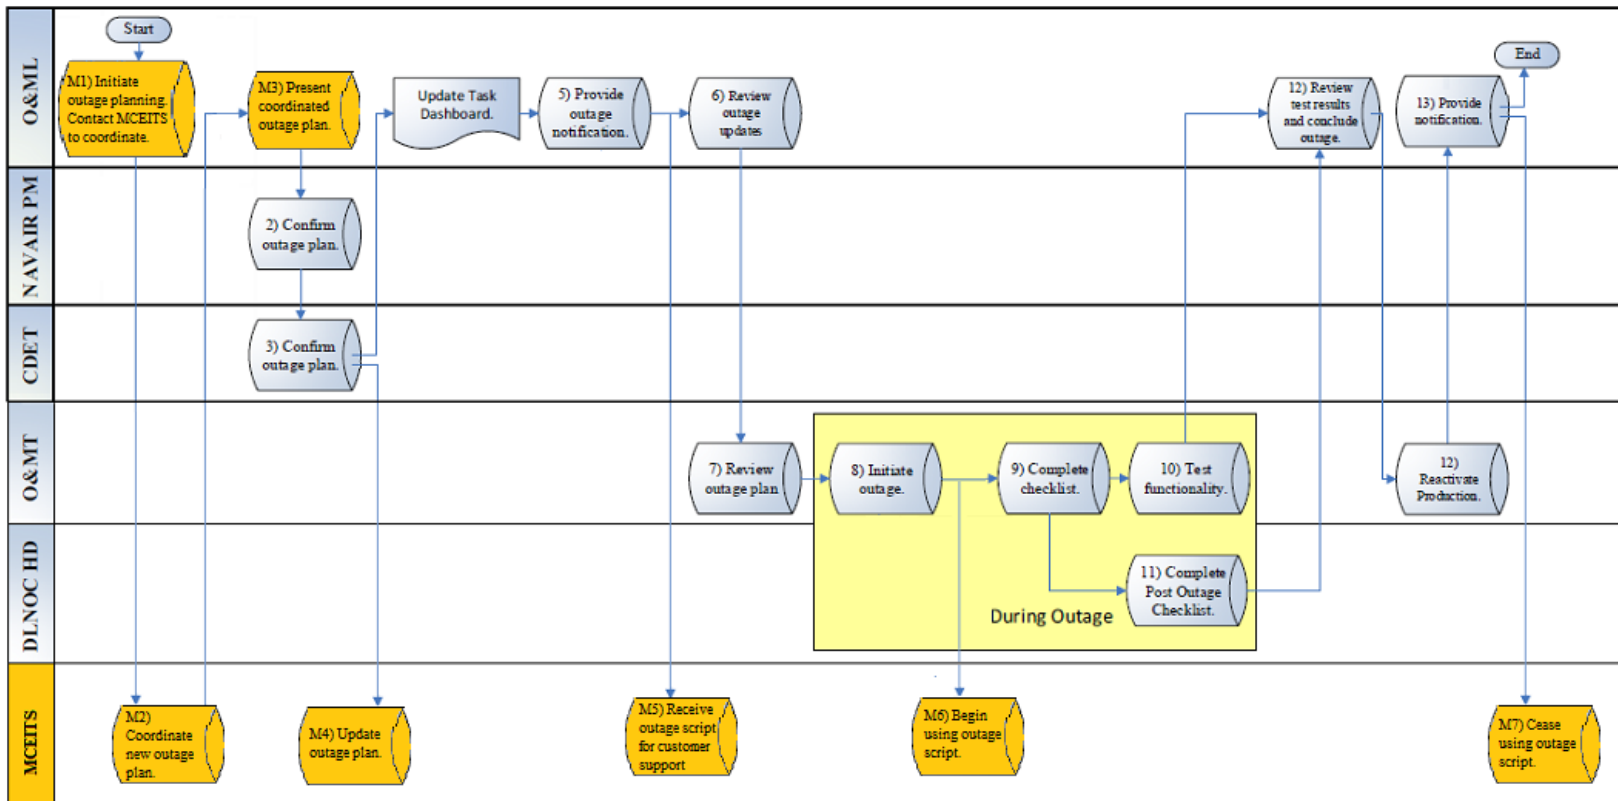 O&ML
Start
M1) Initiate
outage planning.
Contact MCEITS
to coordinate.
M3) Present
coordinated
outage plan.
Update Task
Dashboard.
5) Provide
outage
notification.
6) Review
outage
updates
12) Review
test results
and conclude
outage.
13) Provide
notification.
End
NAVAIR PM
2) Confirm
outage plan.
CDET
3) Confirm
outage plan.
O&MT
7) Review
outage plan
8) Initiate
outage.
9) Complete
checklist.
10) Test
functionality.
12)
Reactivate
Production.
DLNOC HD
11) Complete
Post Outage
Checklist.
During Outage
MCEITS
M2)
Coordinate
new outage
plan.
M4) Update
outage plan.
M5) Receive
outage script
for customer
support
M6) Begin
using outage
script.
M7) Cease
using outage
script.